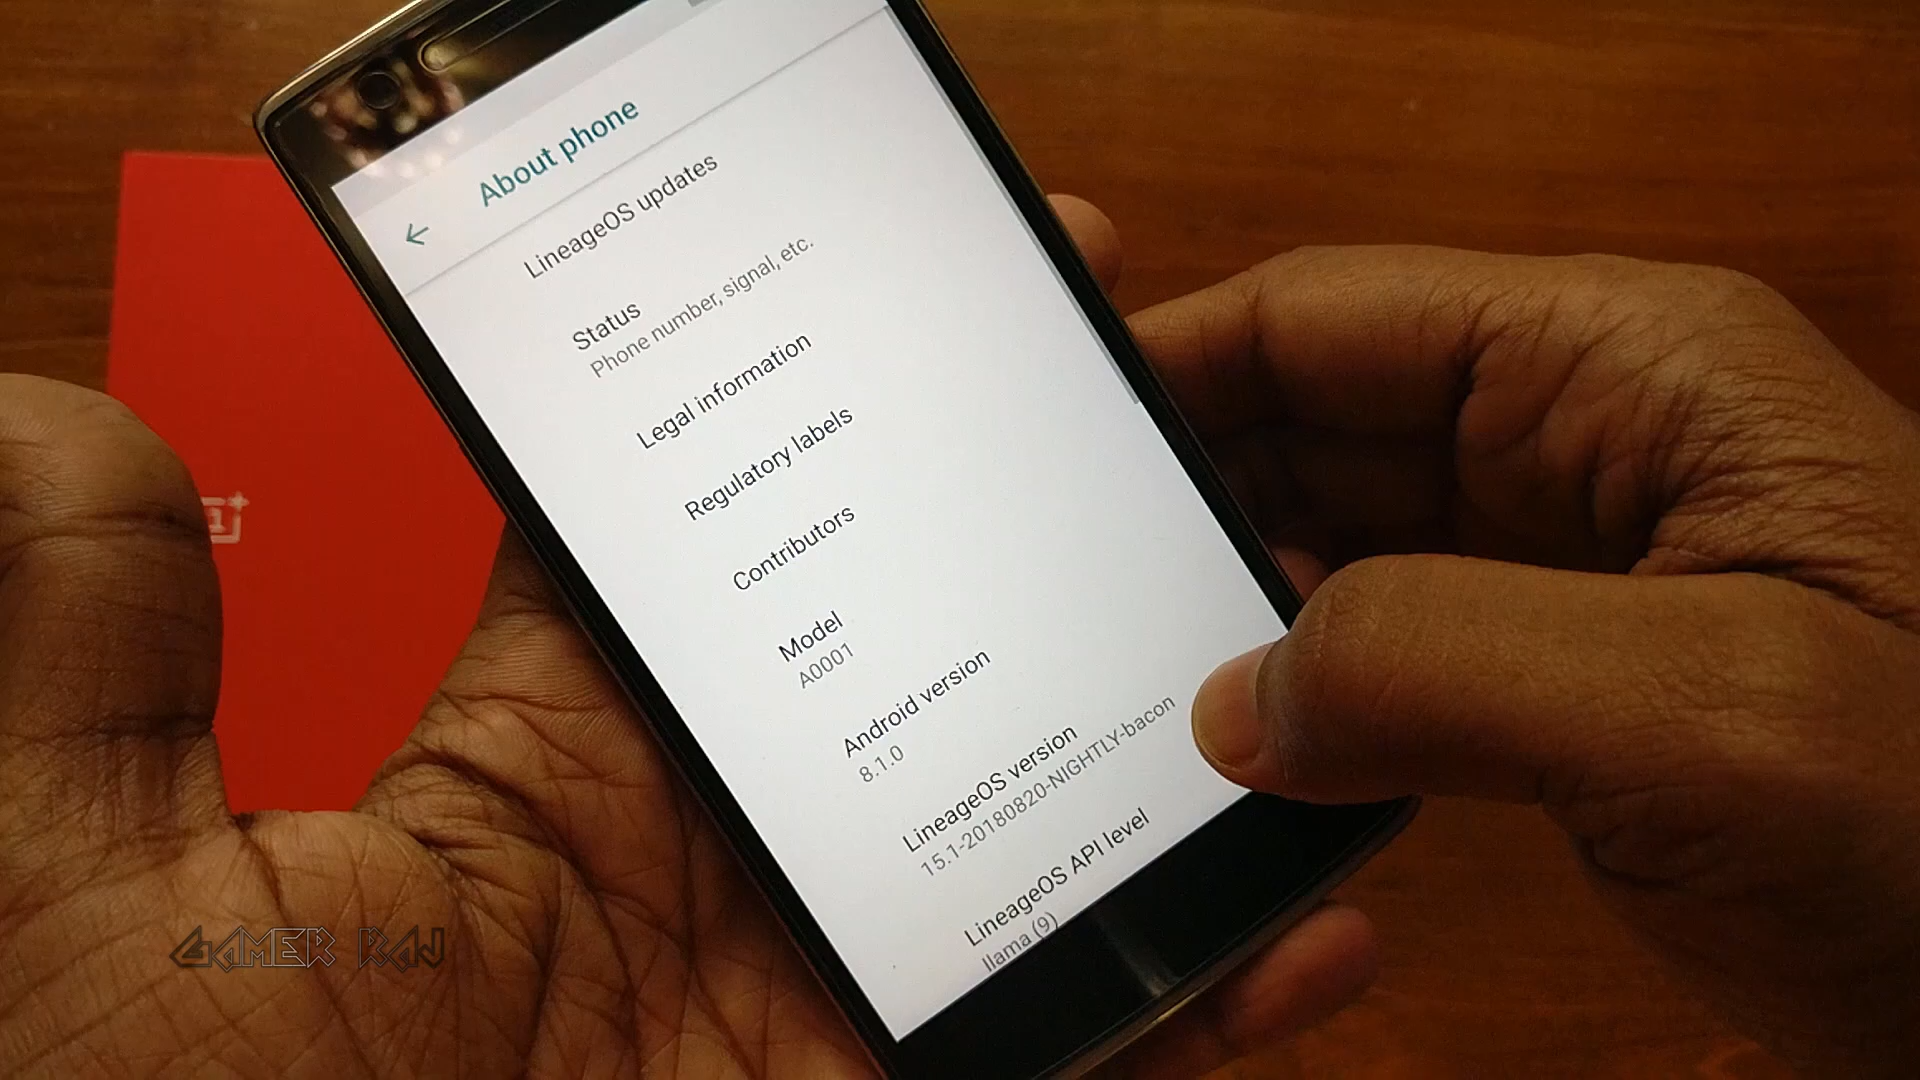 About phone
LineageOS updates
Status
Phone number, signal, etc.
Legal information
Regulatory labels
Contributors
Model
A0001
Android version
8.1.0
LineageOS version
15.1-20180820-NIGHTLY-bacon
LineageOS API level
llama (9)
1+
GAMER RAJ